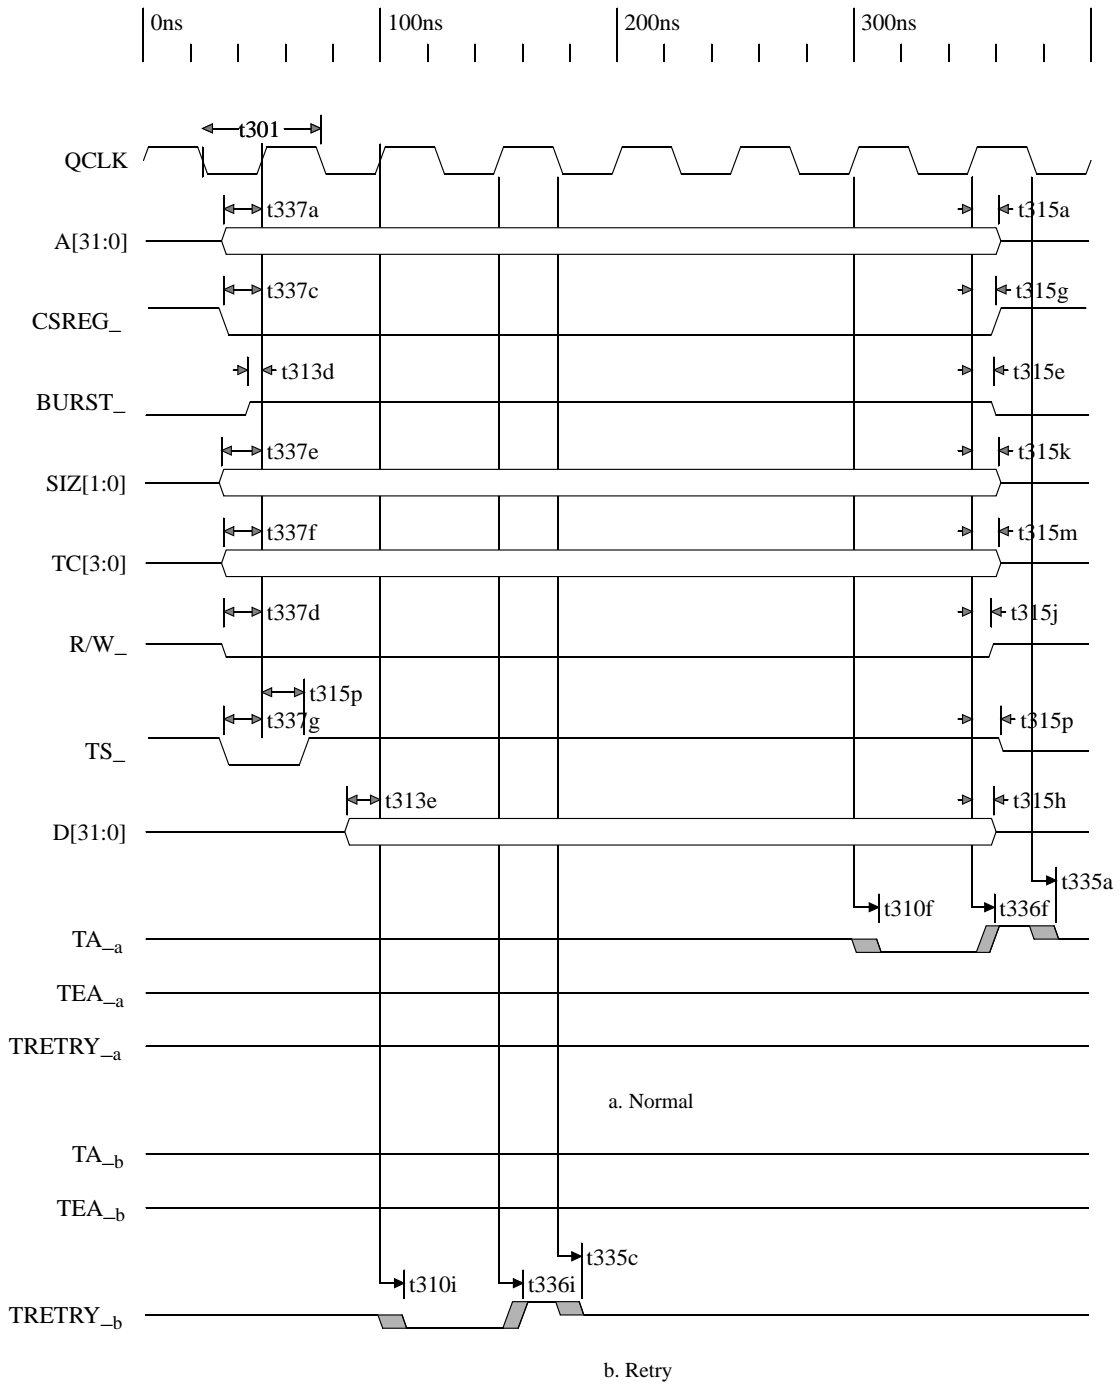 0ns 100ns 200ns 300ns
t301
QCLK
t337a t315a
A[31:0]
t337c t315g
CSREG_
t313d t315e
BURST_
t337e t315k
SIZ[1:0]
t337f t315m
TC[3:0]
t337d t315j
R/W_
t315p
t337g t315p
TS_
t313e t315h
D[31:0]
t335a
t310f t336f
TA_a
TEA_a
TRETRY_a
a. Normal
TA_b
TEA_b
t335c
t310i t336i
TRETRY_b
b. Retry